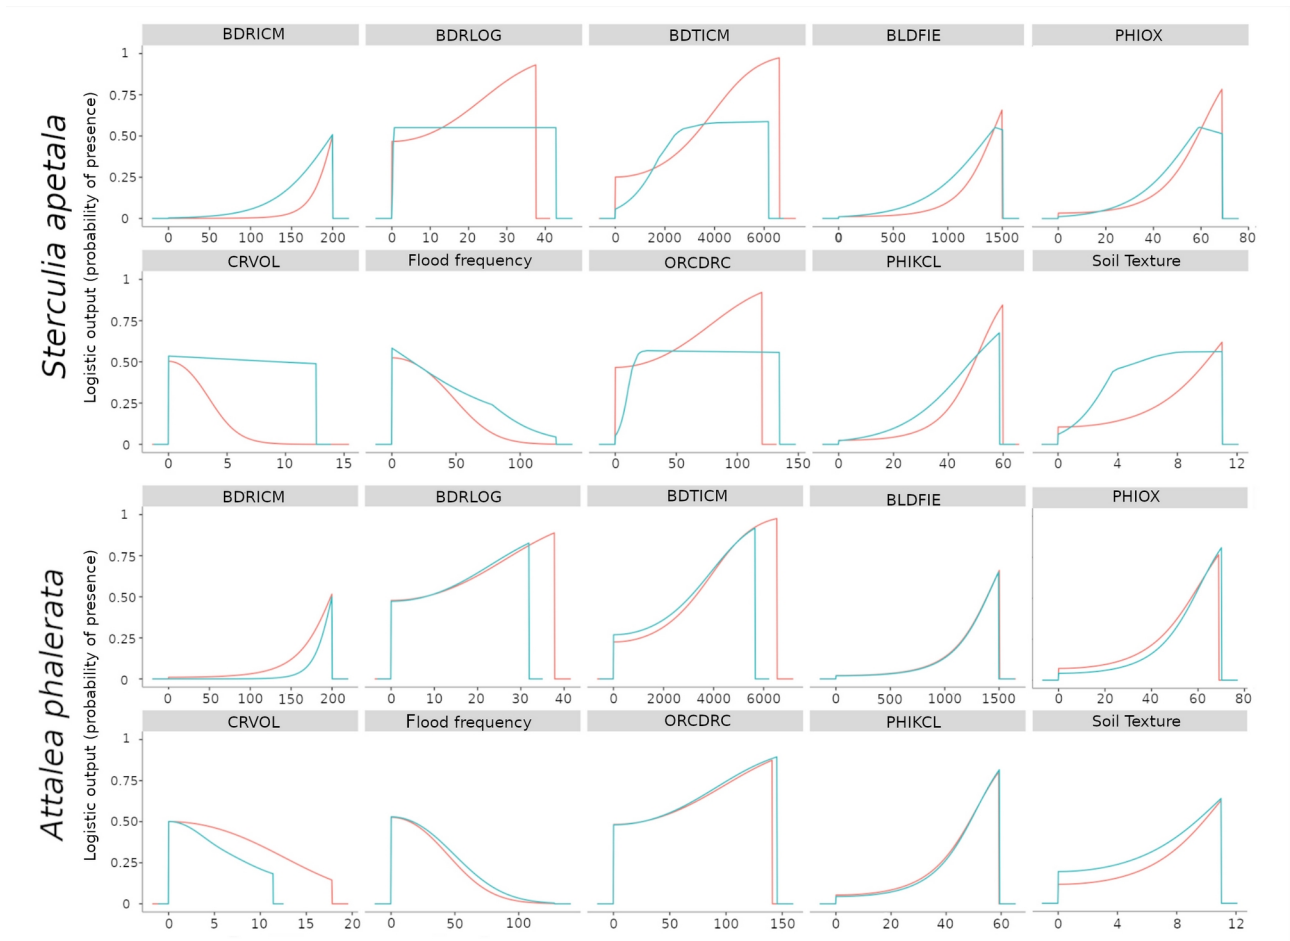 Sterculia apetala
Logistic output (probability of presence)
BDRICM BDRLOG BDTICM BLDFIE PHIOX
1
0.75
0.50
0.25
0
0 50 100 150 200 0 10 20 30 40 0 2000 4000 6000 0 500 1000 1500 0 20 40 60 80
CRVOL Flood frequency ORCDRC PHIKCL Soil Texture
1
0.75
0.50
0.25
0
0 5 10 15 0 50 100 0 50 100 150 0 20 40 60 0 4 8 12
Attalea phalerata
Logistic output (probability of presence)
BDRICM BDRLOG BDTICM BLDFIE PHIOX
1
0.75
0.50
0.25
0
0 50 100 150 200 0 10 20 30 40 0 2000 4000 6000 0 500 1000 1500 0 20 40 60 80
CRVOL Flood frequency ORCDRC PHIKCL Soil Texture
1
0.75
0.50
0.25
0
0 5 10 15 20 0 50 100 0 50 100 150 0 20 40 60 0 4 8 12